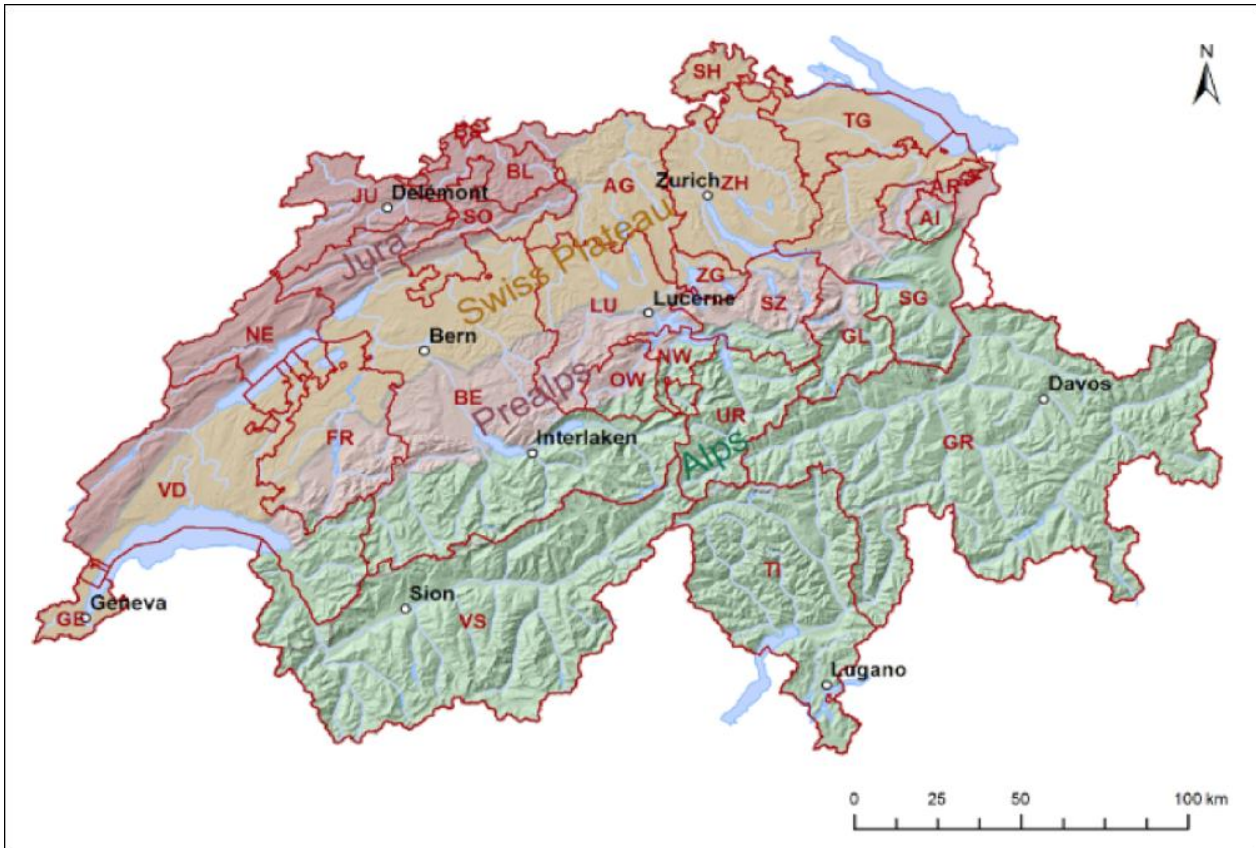 N
SH
TG
BS
BL
AG
Zurich
ZH
JU
Delémont
SO
AR
AI
Jura
Swiss Plateau
ZG
LU
Lucerne
SZ
SG
NE
Bern
GL
NW
OW
BE
Prealps
UR
Davos
FR
Interlaken
Alps
GR
VD
TI
Sion
VS
GE
Geneva
Lugano
0 25 50 100 km